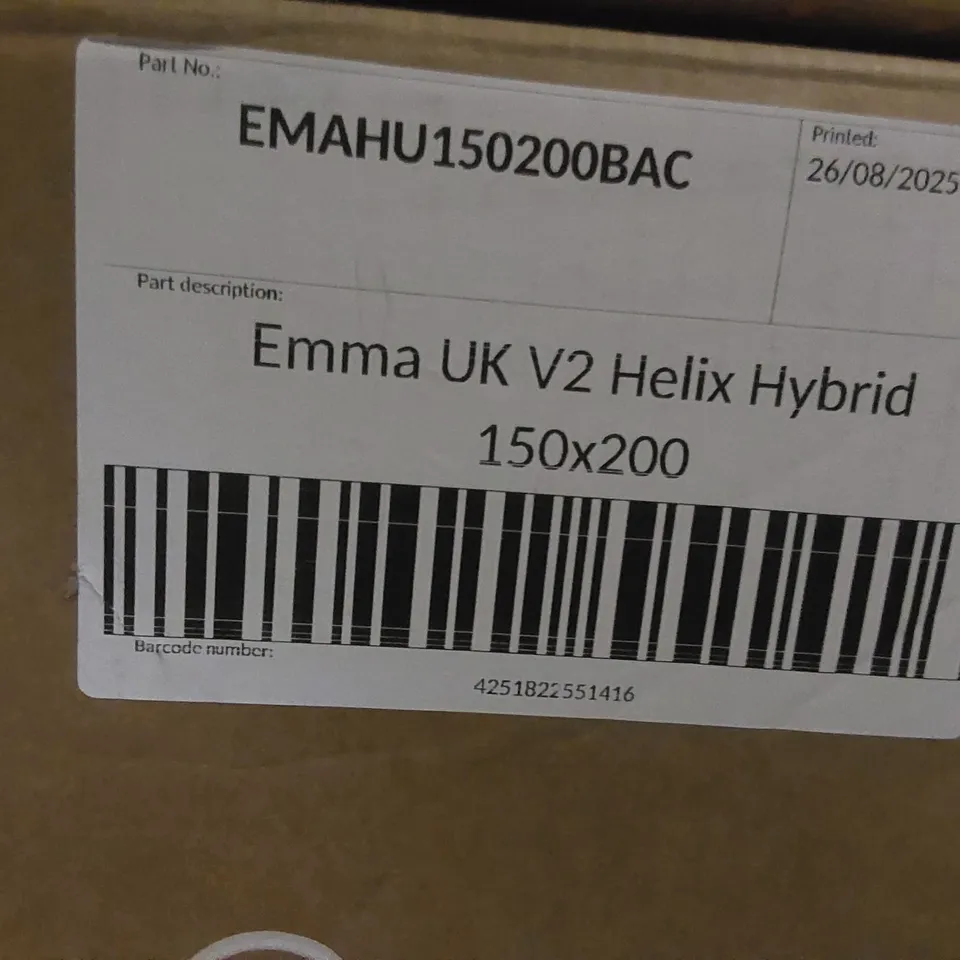 Part No.:
EMAHU150200BAC
Printed:
26/08/2025
Part description:
Emma UK V2 Helix Hybrid
150x200
Barcode number:
4251822551416